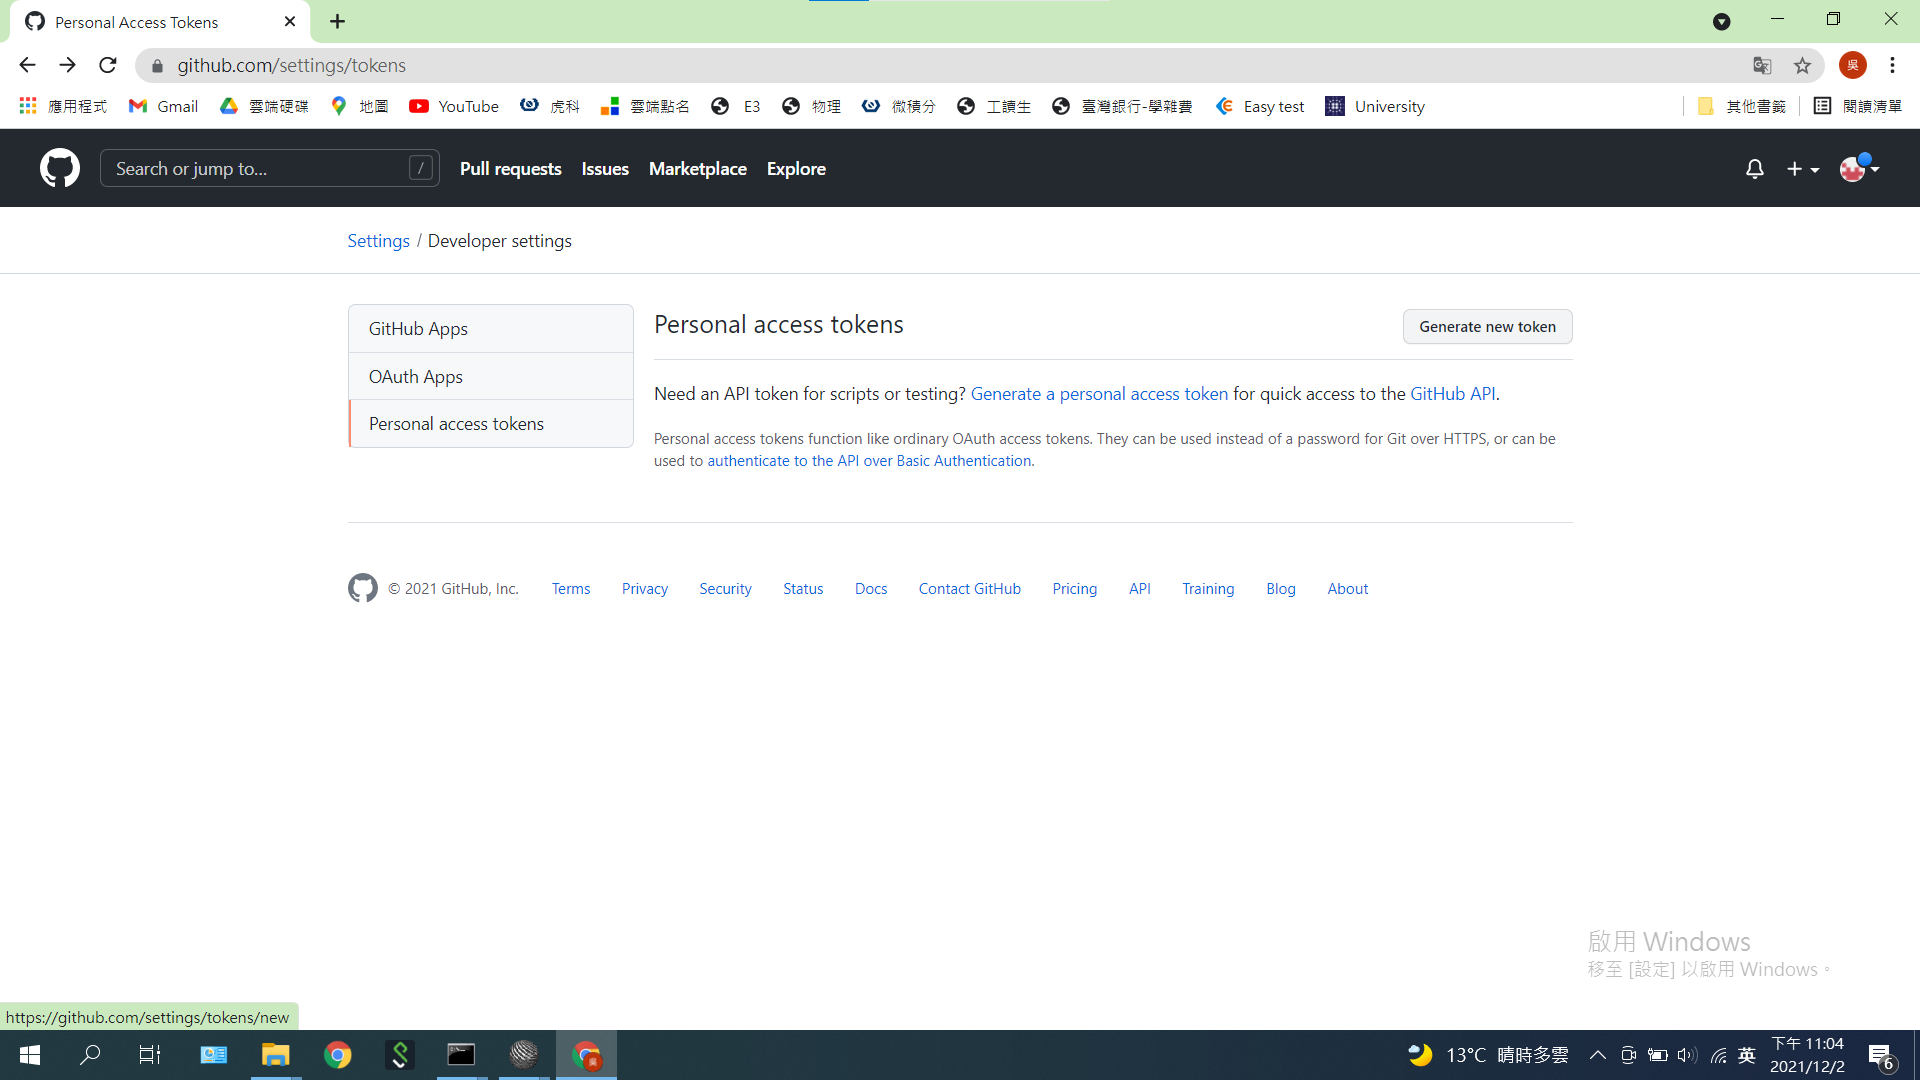 Personal Access Tokens
github.com/settings/tokens
應用程式 Gmail 雲端硬碟 地圖 YouTube 虎科 雲端點名 E3 物理 微積分 工讀生 臺灣銀行-學雜費 Easy test University 其他書籤 閱讀清單
Search or jump to... / Pull requests Issues Marketplace Explore
Settings / Developer settings
GitHub Apps
OAuth Apps
Personal access tokens
Personal access tokens
Generate new token
Need an API token for scripts or testing? Generate a personal access token for quick access to the GitHub API.
Personal access tokens function like ordinary OAuth access tokens. They can be used instead of a password for Git over HTTPS, or can be
used to authenticate to the API over Basic Authentication.
© 2021 GitHub, Inc. Terms Privacy Security Status Docs Contact GitHub Pricing API Training Blog About
啟用 Windows
移至 [設定] 以啟用 Windows。
https://github.com/settings/tokens/new
13°C 晴時多雲 英 下午 11:04
2021/12/2
6